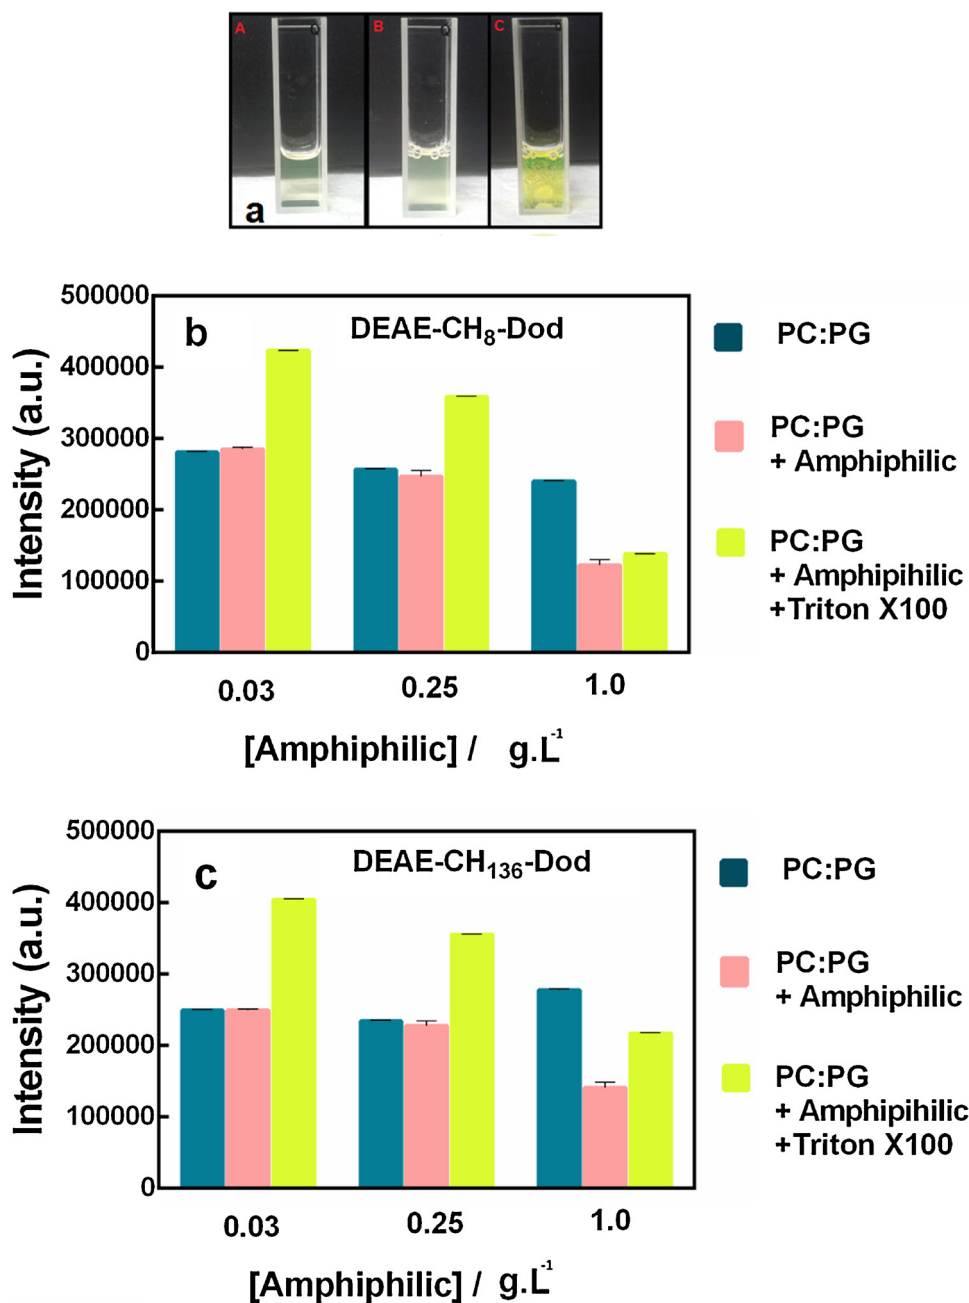 A B C
a
b
DEAE-CH8-Dod
500000
400000
300000
200000
100000
0
Intensity (a.u.)
0.03 0.25 1.0
[Amphiphilic] / g.L-1
PC:PG
PC:PG
+ Amphiphilic
PC:PG
+ Amphipihilic
+Triton X100
c
DEAE-CH136-Dod
500000
400000
300000
200000
100000
0
Intensity (a.u.)
0.03 0.25 1.0
[Amphiphilic] / g.L-1
PC:PG
PC:PG
+ Amphiphilic
PC:PG
+ Amphipihilic
+Triton X100